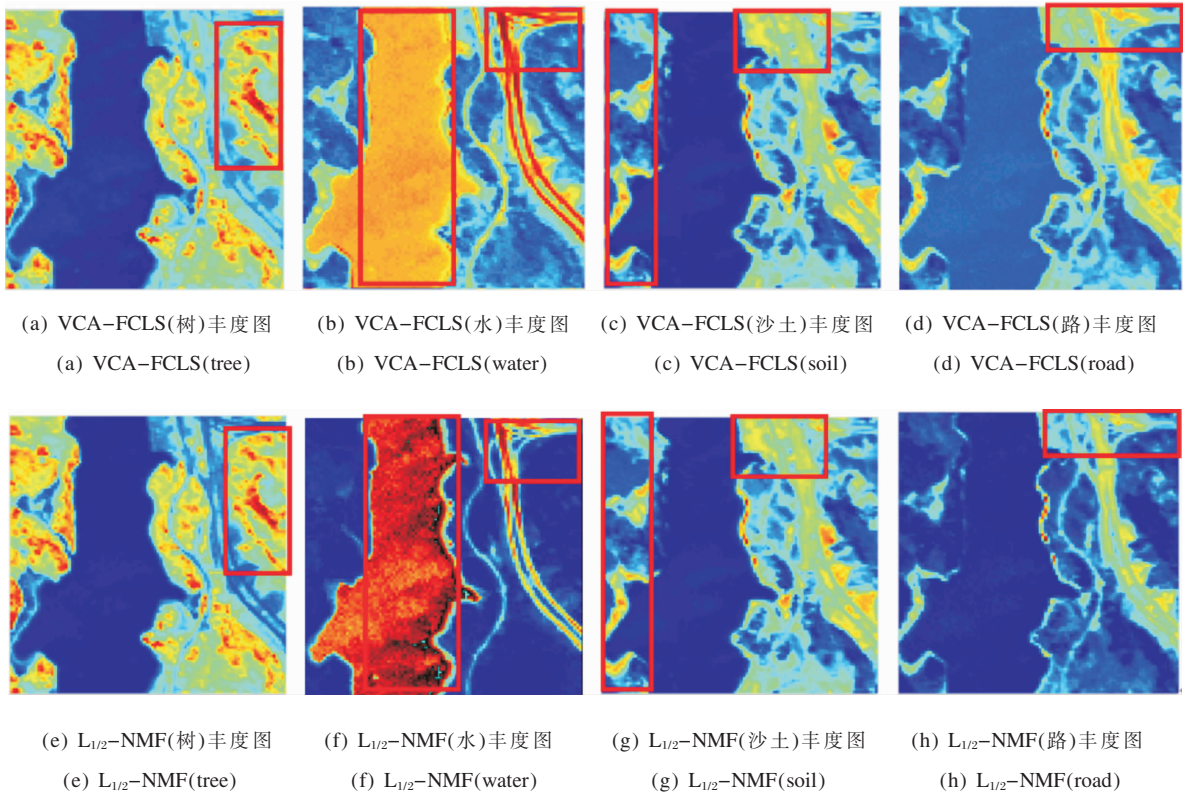 (a) VCA-FCLS(树)丰度图 (b) VCA-FCLS(水)丰度图 (c) VCA-FCLS(沙土)丰度图 (d) VCA-FCLS(路)丰度图
(a) VCA-FCLS(tree) (b) VCA-FCLS(water) (c) VCA-FCLS(soil) (d) VCA-FCLS(road)
(e) L1/2-NMF(树)丰度图 (f) L1/2-NMF(水)丰度图 (g) L1/2-NMF(沙土)丰度图 (h) L1/2-NMF(路)丰度图
(e) L1/2-NMF(tree) (f) L1/2-NMF(water) (g) L1/2-NMF(soil) (h) L1/2-NMF(road)